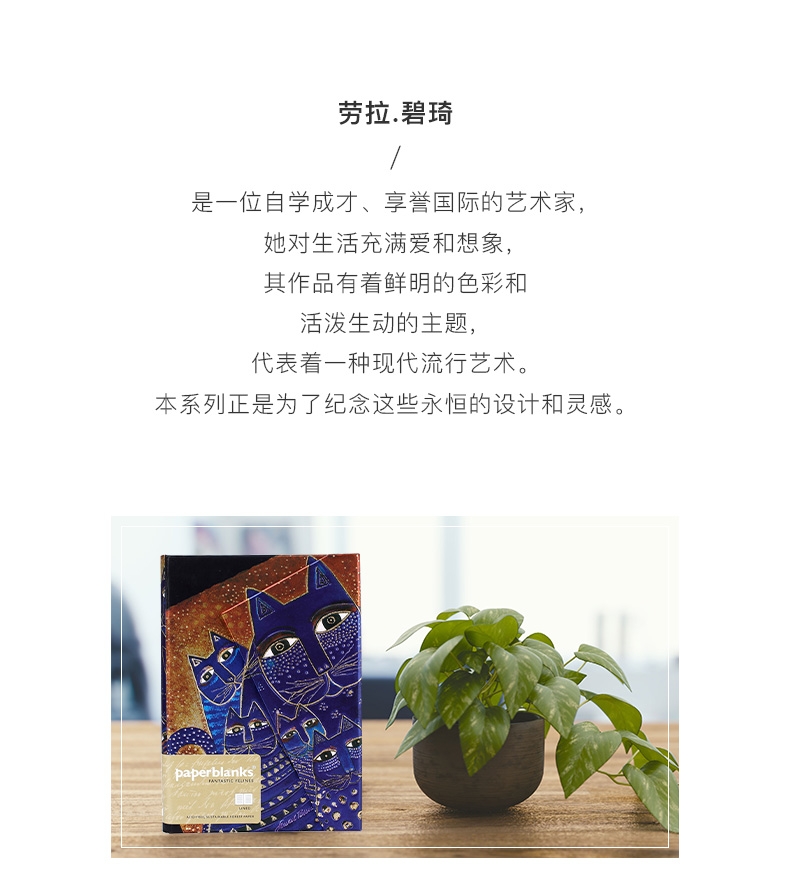 劳拉.碧琦
/
是一位自学成才、享誉国际的艺术家，
她对生活充满爱和想象，
其作品有着鲜明的色彩和
活泼生动的主题，
代表着一种现代流行艺术。
本系列正是为了纪念这些永恒的设计和灵感。
paperblanks
FANTASTIC FELINES
LINED